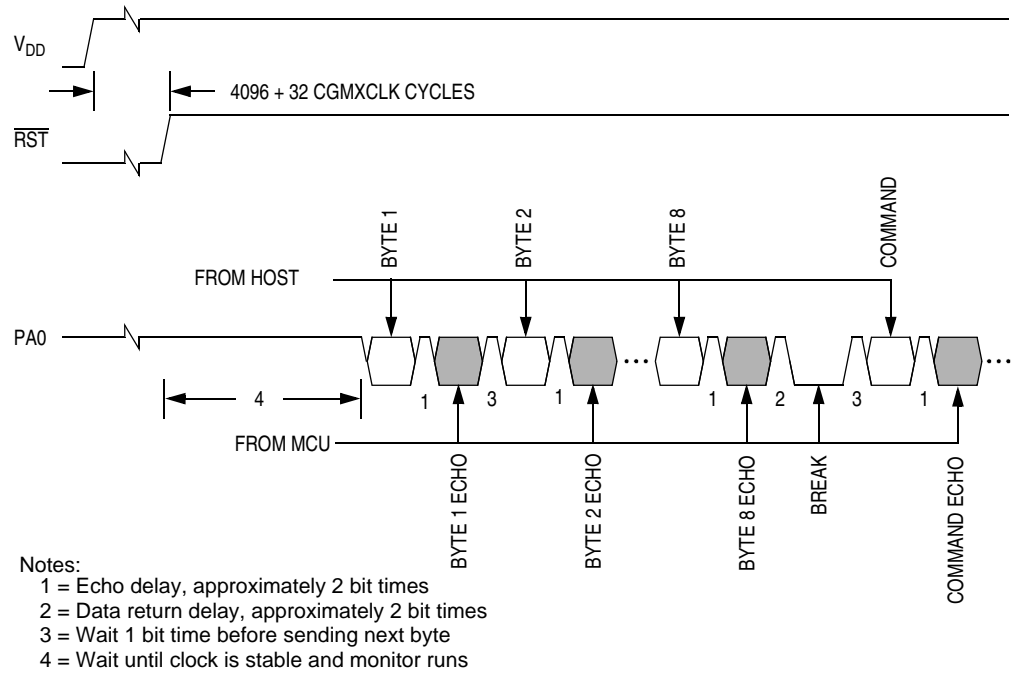 VDD
4096 + 32 CGMXCLK CYCLES
RST
BYTE 1
BYTE 2
BYTE 8
COMMAND
FROM HOST
PA0
1
3
1
1
2
3
1
4
FROM MCU
BYTE 1 ECHO
BYTE 2 ECHO
BYTE 8 ECHO
BREAK
COMMAND ECHO
Notes:
1 = Echo delay, approximately 2 bit times
2 = Data return delay, approximately 2 bit times
3 = Wait 1 bit time before sending next byte
4 = Wait until clock is stable and monitor runs